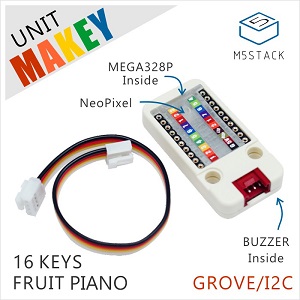 UNIT
MAKEY
M5STACK
MEGA328P
Inside
NeoPixel
BUZZER
Inside
16 KEYS
FRUIT PIANO
GROVE/I2C